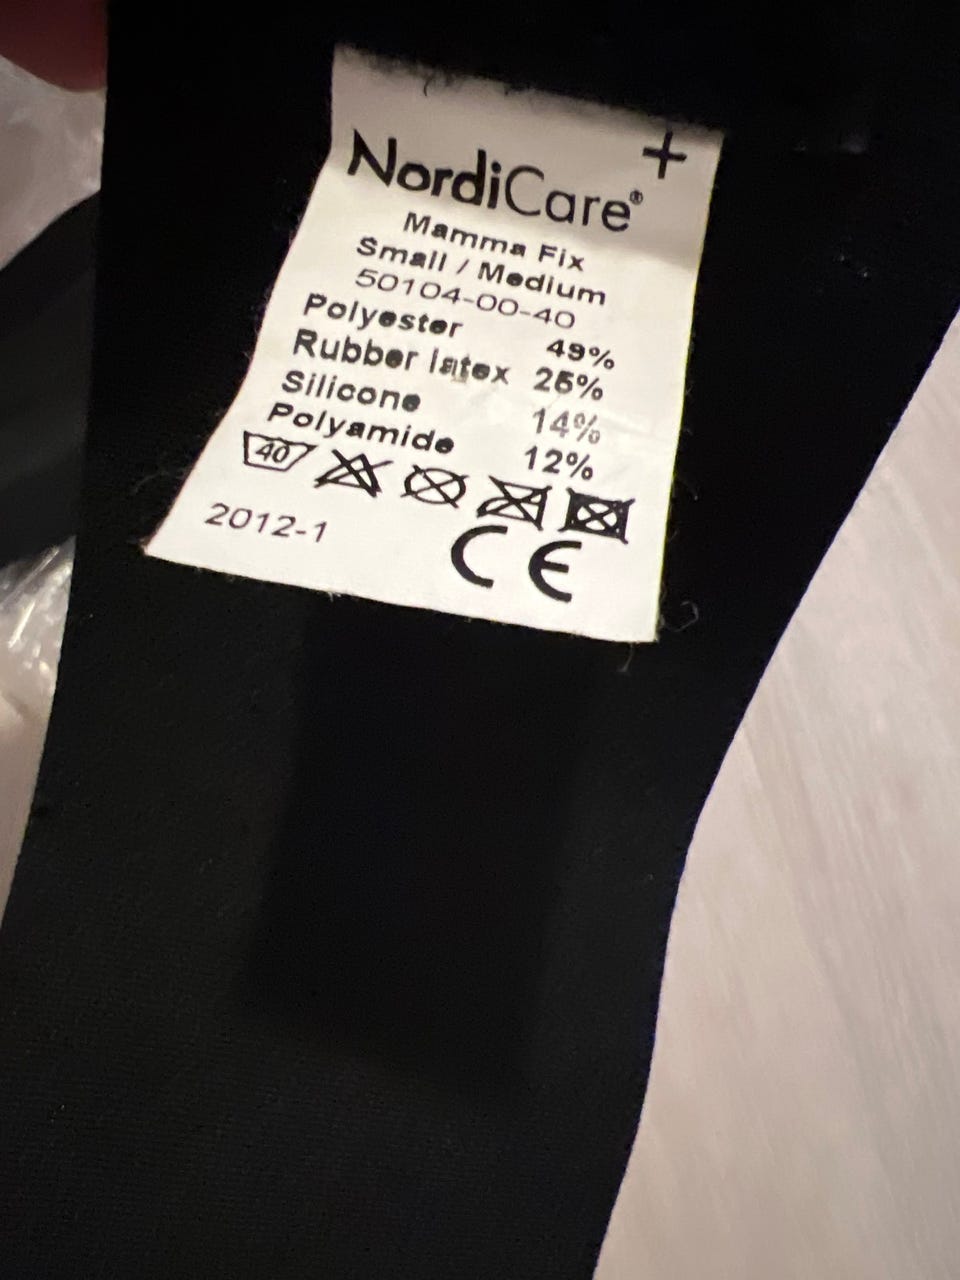 NordiCare®
Mamma Fix
Small / Medium
50104-00-40
Polyester 49%
Rubber latex 25%
Silicone 14%
Polyamide 12%
40
2012-1
CE